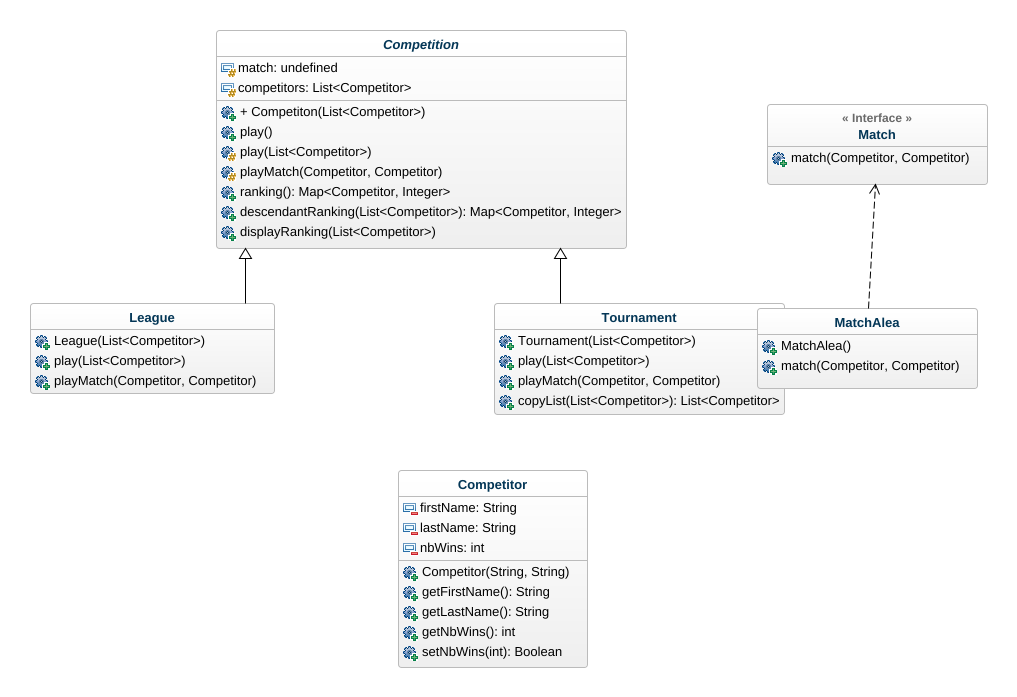 Competition
match: undefined
competitors: List<Competitor>
+ Competiton(List<Competitor>)
play()
play(List<Competitor>)
playMatch(Competitor, Competitor)
ranking(): Map<Competitor, Integer>
descendantRanking(List<Competitor>): Map<Competitor, Integer>
displayRanking(List<Competitor>)
« Interface »
Match
match(Competitor, Competitor)
League
League(List<Competitor>)
play(List<Competitor>)
playMatch(Competitor, Competitor)
Tournament
Tournament(List<Competitor>)
play(List<Competitor>)
playMatch(Competitor, Competitor)
copyList(List<Competitor>): List<Competitor>
MatchAlea
MatchAlea()
match(Competitor, Competitor)
Competitor
firstName: String
lastName: String
nbWins: int
Competitor(String, String)
getFirstName(): String
getLastName(): String
getNbWins(): int
setNbWins(int): Boolean